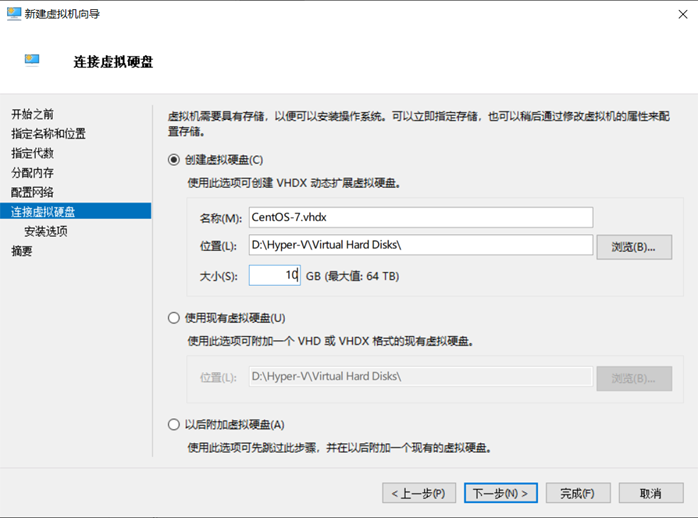 新建虚拟机向导
连接虚拟硬盘
开始之前
指定名称和位置
指定代数
分配内存
配置网络
连接虚拟硬盘
安装选项
摘要
虚拟机需要具有存储，以便可以安装操作系统。可以立即指定存储，也可以稍后通过修改虚拟机的属性来配
置存储。
创建虚拟硬盘(C)
使用此选项可创建 VHDX 动态扩展虚拟硬盘。
名称(M): CentOS-7.vhdx
位置(L): D:\Hyper-V\Virtual Hard Disks\ 浏览(B)...
大小(S): 10 GB (最大值: 64 TB)
使用现有虚拟硬盘(U)
使用此选项可附加一个 VHD 或 VHDX 格式的现有虚拟硬盘。
位置(L): D:\Hyper-V\Virtual Hard Disks\ 浏览(B)...
以后附加虚拟硬盘(A)
使用此选项可先跳过此步骤，并在以后附加一个现有的虚拟硬盘。
< 上一步(P) 下一步(N) > 完成(F) 取消